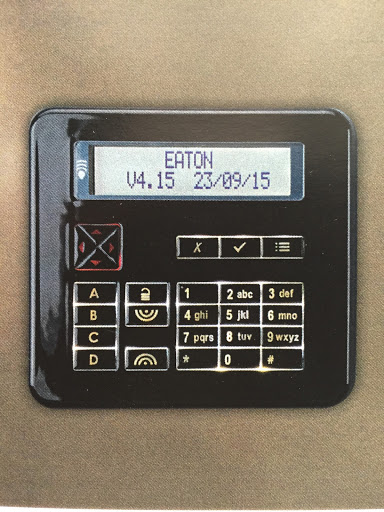 EATON
V4.15 23/09/15
X ✓
A 1 2 abc 3 def
B 4 ghi 5 jkl 6 mno
C 7 pqrs 8 tuv 9 wxyz
D * 0 #